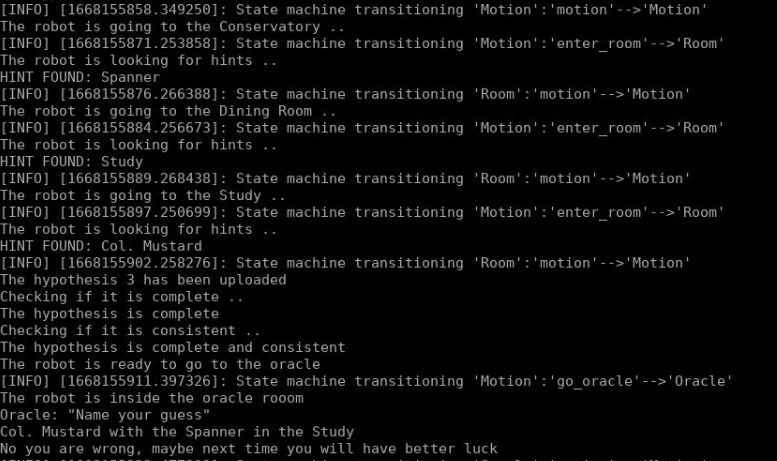 [INFO] [1668155858.349250]: State machine transitioning 'Motion':'motion'-->'Motion'
The robot is going to the Conservatory ..
[INFO] [1668155871.253858]: State machine transitioning 'Motion':'enter_room'-->'Room'
The robot is looking for hints ..
HINT FOUND: Spanner
[INFO] [1668155876.266388]: State machine transitioning 'Room':'motion'-->'Motion'
The robot is going to the Dining Room ..
[INFO] [1668155884.256673]: State machine transitioning 'Motion':'enter_room'-->'Room'
The robot is looking for hints ..
HINT FOUND: Study
[INFO] [1668155889.268438]: State machine transitioning 'Room':'motion'-->'Motion'
The robot is going to the Study ..
[INFO] [1668155897.250699]: State machine transitioning 'Motion':'enter_room'-->'Room'
The robot is looking for hints ..
HINT FOUND: Col. Mustard
[INFO] [1668155902.258276]: State machine transitioning 'Room':'motion'-->'Motion'
The hypothesis 3 has been uploaded
Checking if it is complete ..
The hypothesis is complete
Checking if it is consistent ..
The hypothesis is complete and consistent
The robot is ready to go to the oracle
[INFO] [1668155911.397326]: State machine transitioning 'Motion':'go_oracle'-->'Oracle'
The robot is inside the oracle rooom
Oracle: "Name your guess"
Col. Mustard with the Spanner in the Study
No you are wrong, maybe next time you will have better luck